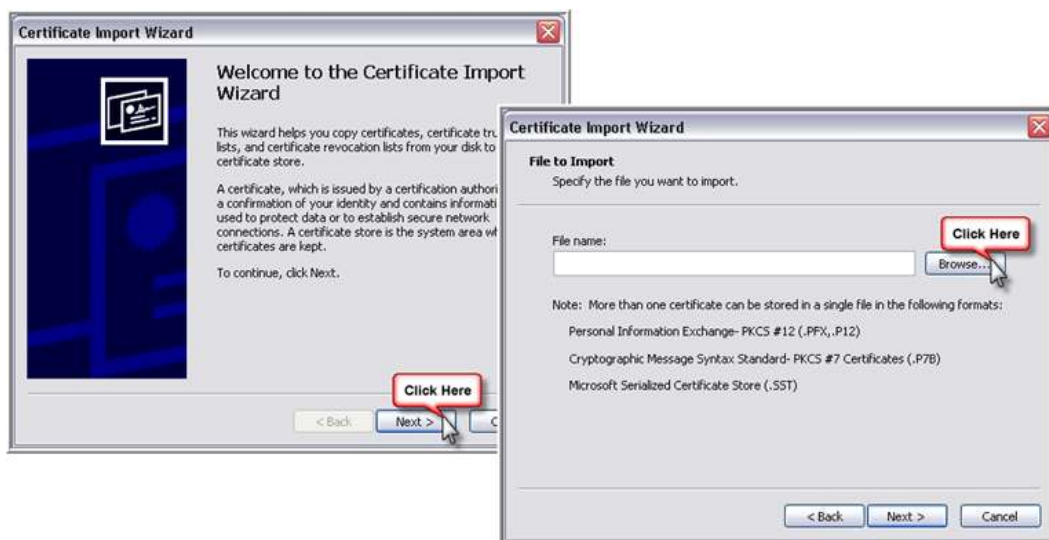 Certificate Import Wizard
Welcome to the Certificate Import
Wizard
This wizard helps you copy certificates, certificate tru
lists, and certificate revocation lists from your disk to
certificate store.
A certificate, which is issued by a certification authori
a confirmation of your identity and contains informati
used to protect data or to establish secure network
connections. A certificate store is the system area wh
certificates are kept.
To continue, click Next.
Click Here
< Back
Next >
C
Certificate Import Wizard
File to Import
Specify the file you want to import.
Click Here
File name:
Browse...
Note: More than one certificate can be stored in a single file in the following formats:
Personal Information Exchange- PKCS #12 (.PFX,.P12)
Cryptographic Message Syntax Standard- PKCS #7 Certificates (.P7B)
Microsoft Serialized Certificate Store (.SST)
< Back
Next >
Cancel